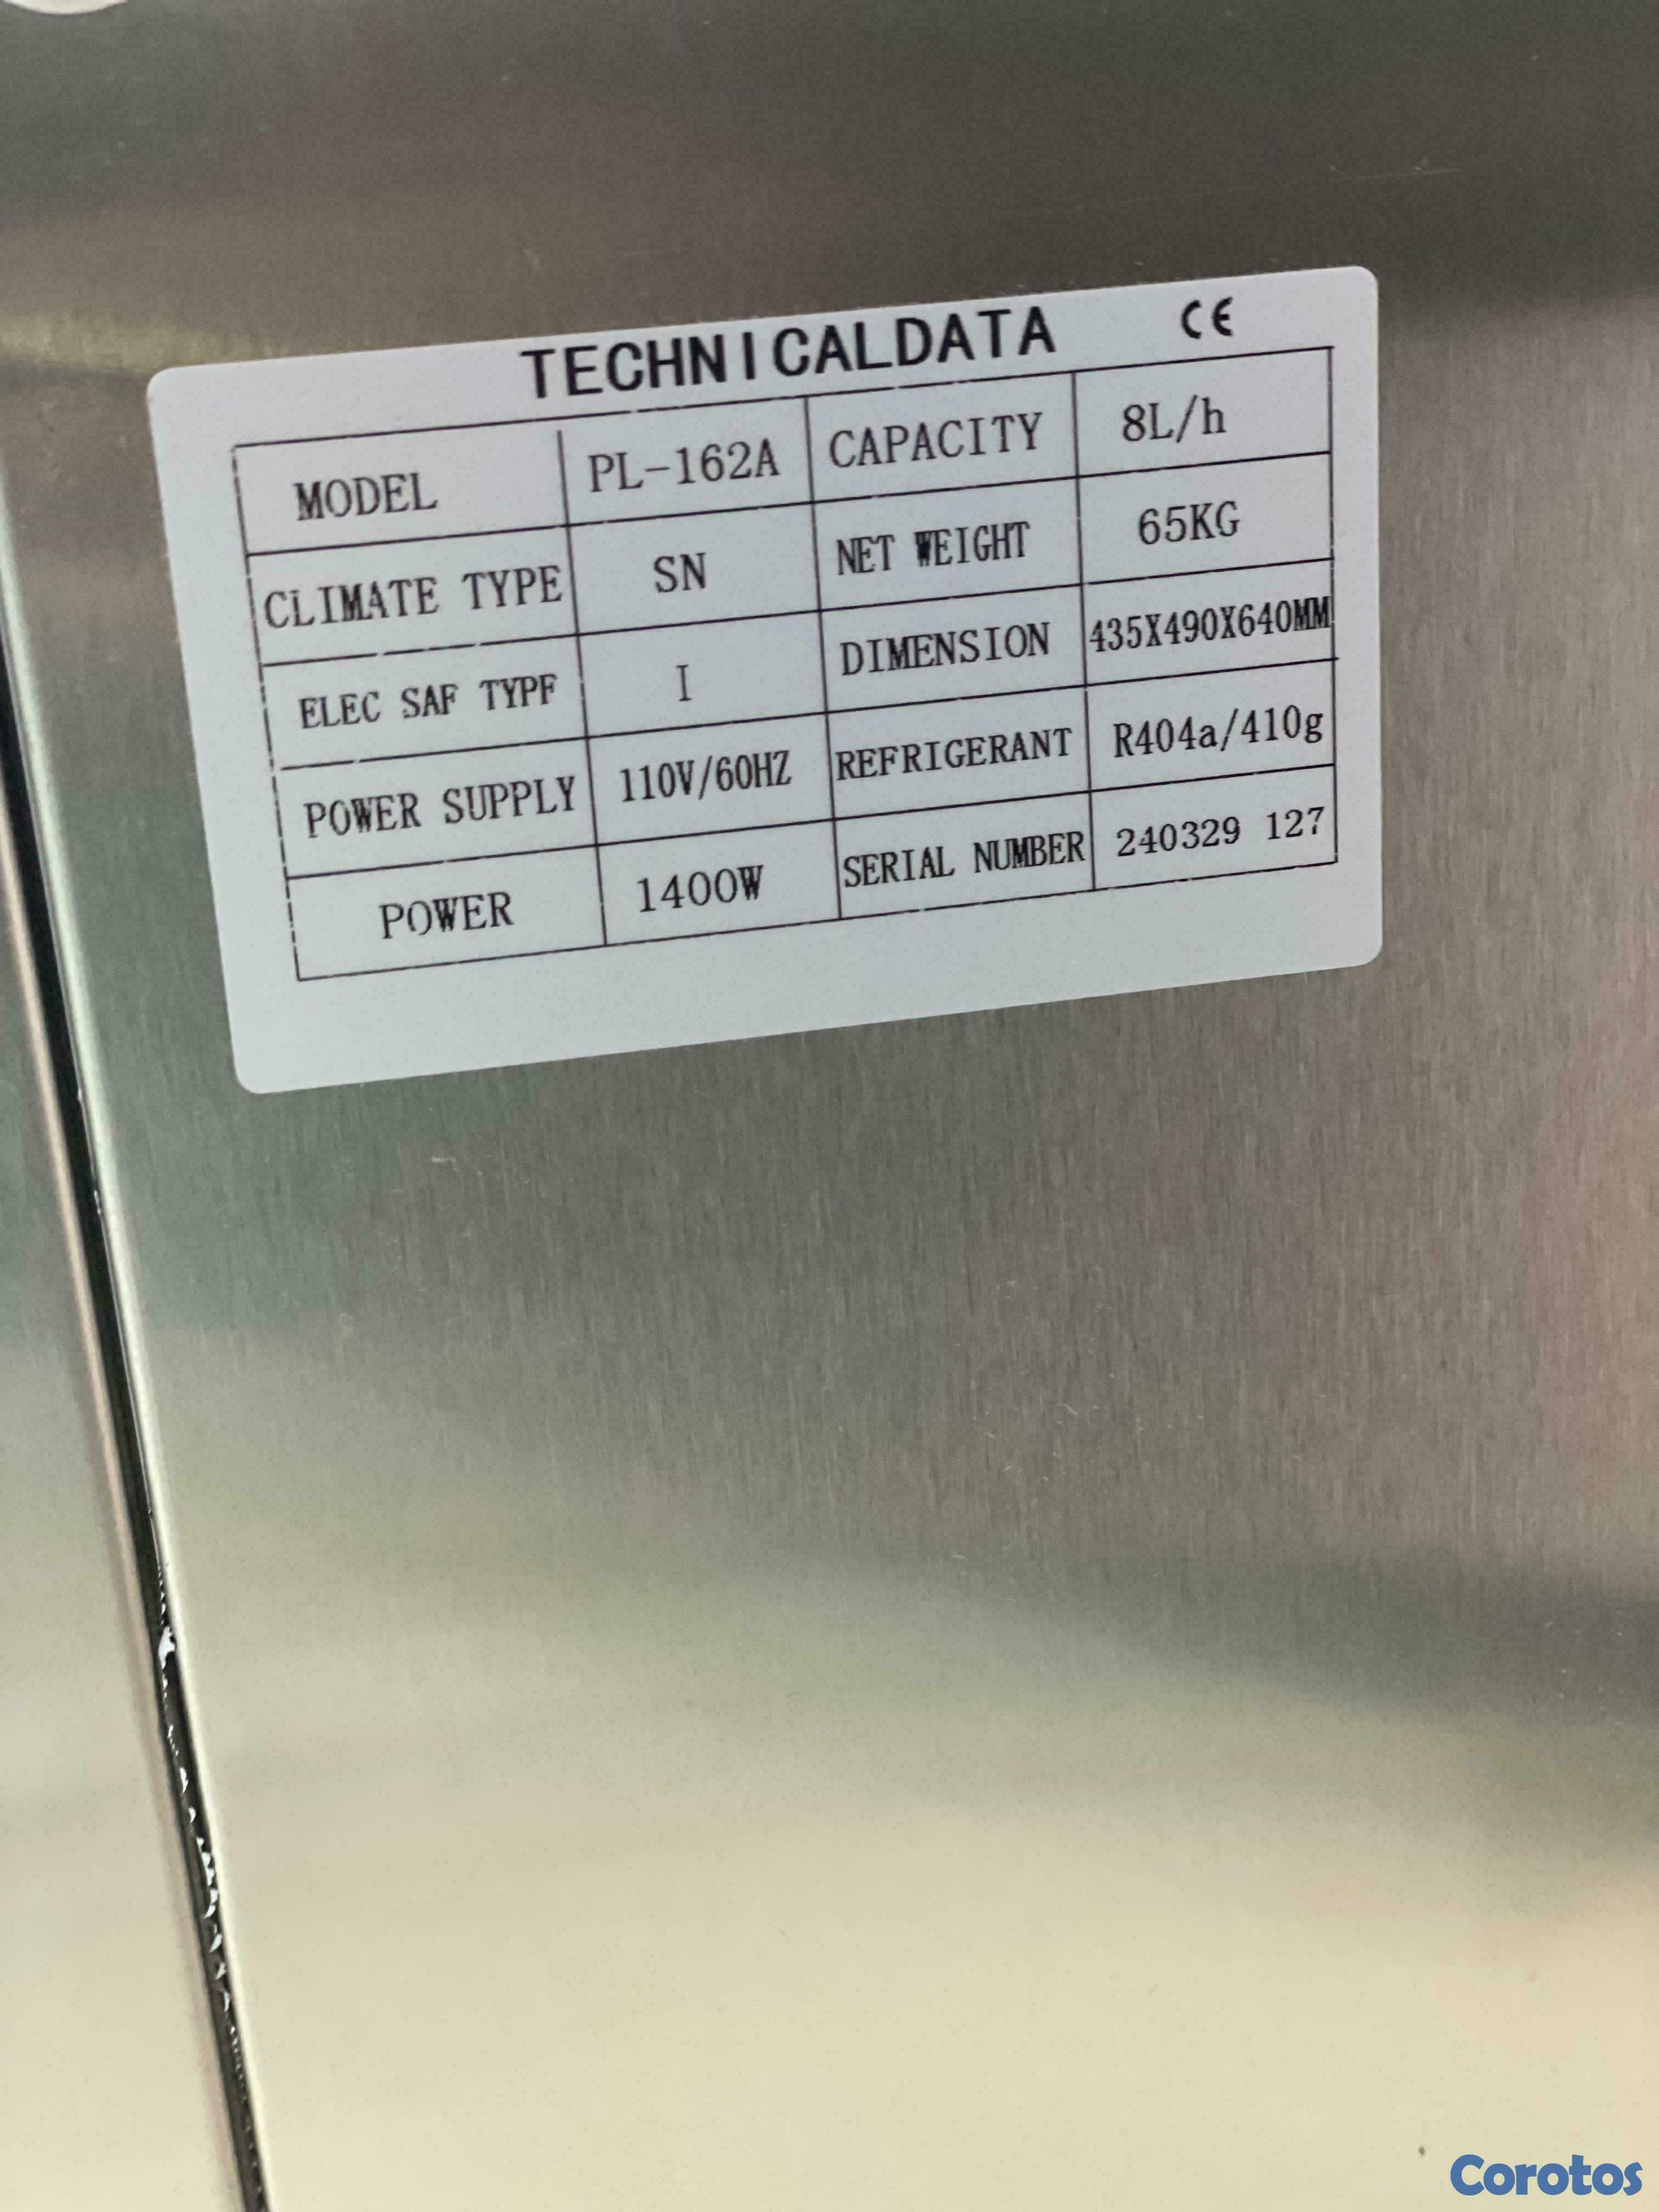 TECHNICALDATA CE
MODEL PL-162A CAPACITY 8L/h
CLIMATE TYPE SN NET WEIGHT 65KG
ELEC SAF TYPF I DIMENSION 435X490X640MM
POWER SUPPLY 110V/60HZ REFRIGERANT R404a/410g
POWER 1400W SERIAL NUMBER 240329 127
Corotos